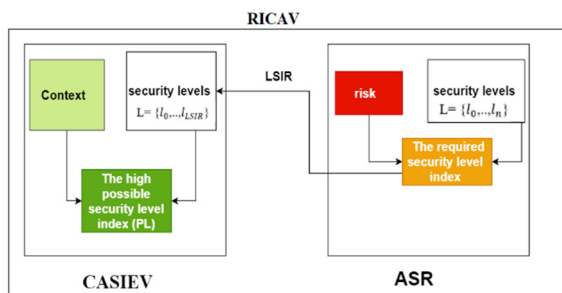 RICAV
Context
security levels
L= {l₀,..,l_LSIR}
The high
possible
security level
index (PL)
CASIEV
LSIR
risk
security levels
L= {l₀,..,lₙ}
The required
security level
index
ASR